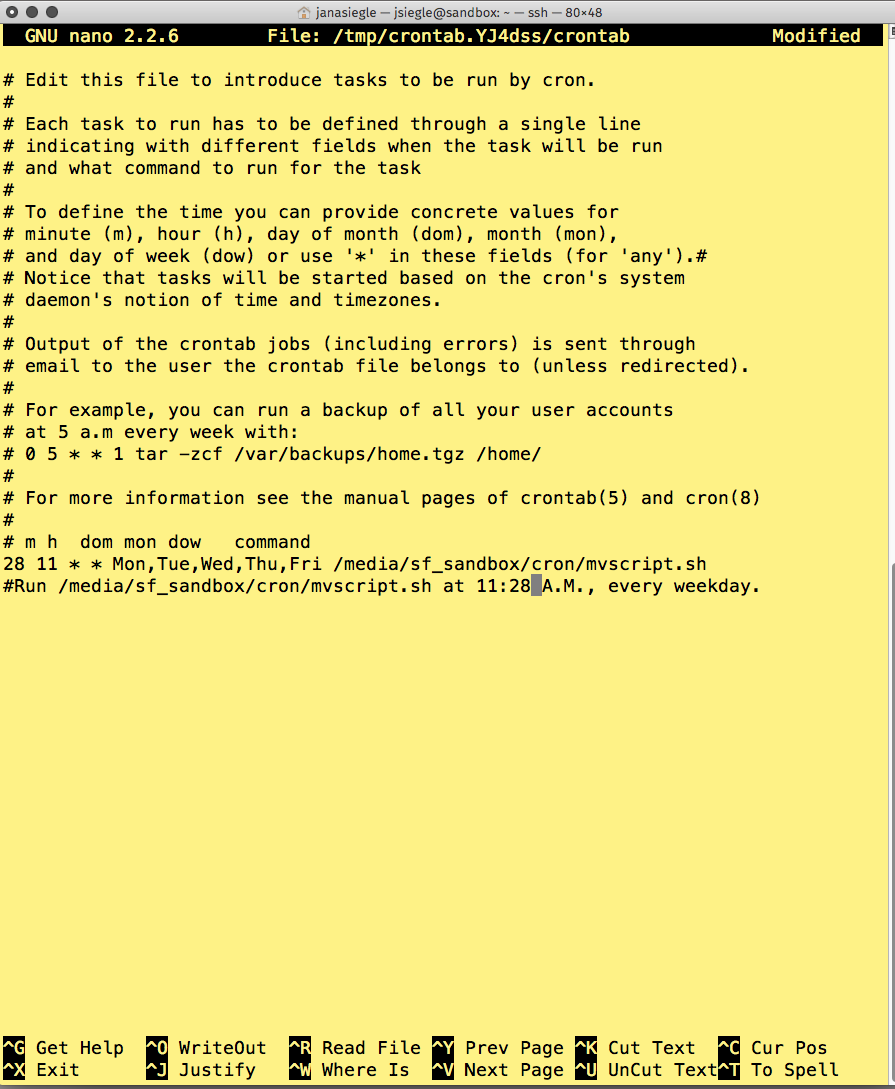 janasiegle — jsiegle@sandbox: ~ — ssh — 80×48
GNU nano 2.2.6 File: /tmp/crontab.YJ4dss/crontab Modified
# Edit this file to introduce tasks to be run by cron.
#
# Each task to run has to be defined through a single line
# indicating with different fields when the task will be run
# and what command to run for the task
#
# To define the time you can provide concrete values for
# minute (m), hour (h), day of month (dom), month (mon),
# and day of week (dow) or use '*' in these fields (for 'any').#
# Notice that tasks will be started based on the cron's system
# daemon's notion of time and timezones.
#
# Output of the crontab jobs (including errors) is sent through
# email to the user the crontab file belongs to (unless redirected).
#
# For example, you can run a backup of all your user accounts
# at 5 a.m every week with:
# 0 5 * * 1 tar -zcf /var/backups/home.tgz /home/
#
# For more information see the manual pages of crontab(5) and cron(8)
#
# m h  dom mon dow   command
28 11 * * Mon,Tue,Wed,Thu,Fri /media/sf_sandbox/cron/mvscript.sh
#Run /media/sf_sandbox/cron/mvscript.sh at 11:28 A.M., every weekday.
^G Get Help ^O WriteOut ^R Read File ^Y Prev Page ^K Cut Text ^C Cur Pos
^X Exit ^J Justify ^W Where Is ^V Next Page ^U UnCut Text ^T To Spell